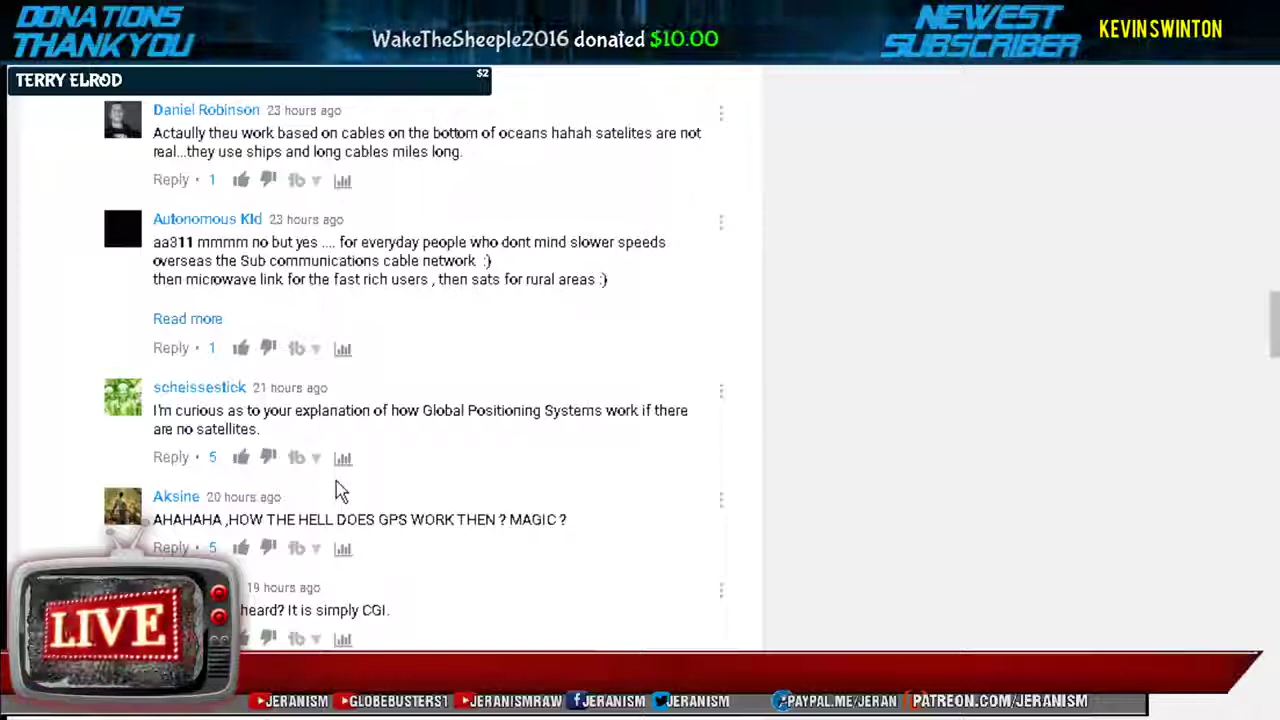 DONATIONS
THANKYOU
WakeTheSheeple2016 donated $10.00
NEWEST
SUBSCRIBER
KEVIN SWINTON
TERRY ELROD $2
Daniel Robinson 23 hours ago
Actaully theu work based on cables on the bottom of oceans hahah satelites are not
real...they use ships and long cables miles long.
Reply • 1
Autonomous KId 23 hours ago
aa311 mmmm no but yes .... for everyday people who dont mind slower speeds
overseas the Sub communications cable network :)
then microwave link for the fast rich users , then sats for rural areas :)
Read more
Reply • 1
scheissestick 21 hours ago
I'm curious as to your explanation of how Global Positioning Systems work if there
are no satellites.
Reply • 5
Aksine 20 hours ago
AHAHAHA ,HOW THE HELL DOES GPS WORK THEN ? MAGIC ?
Reply • 5
19 hours ago
heard? It is simply CGI.
LIVE
JERANISM GLOBEBUSTERS1 JERANISMRAW JERANISM JERANISM PAYPAL.ME/JERAN PATREON.COM/JERANISM